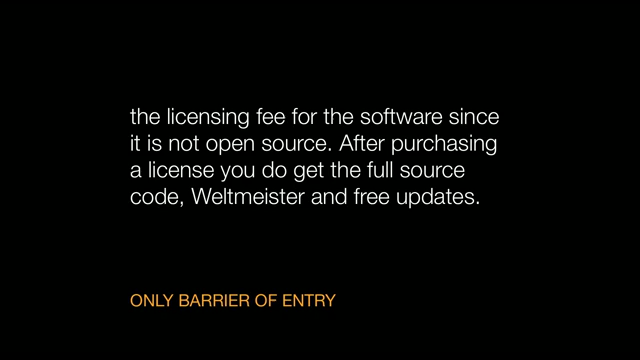 the licensing fee for the software since
it is not open source. After purchasing
a license you do get the full source
code, Weltmeister and free updates.
ONLY BARRIER OF ENTRY